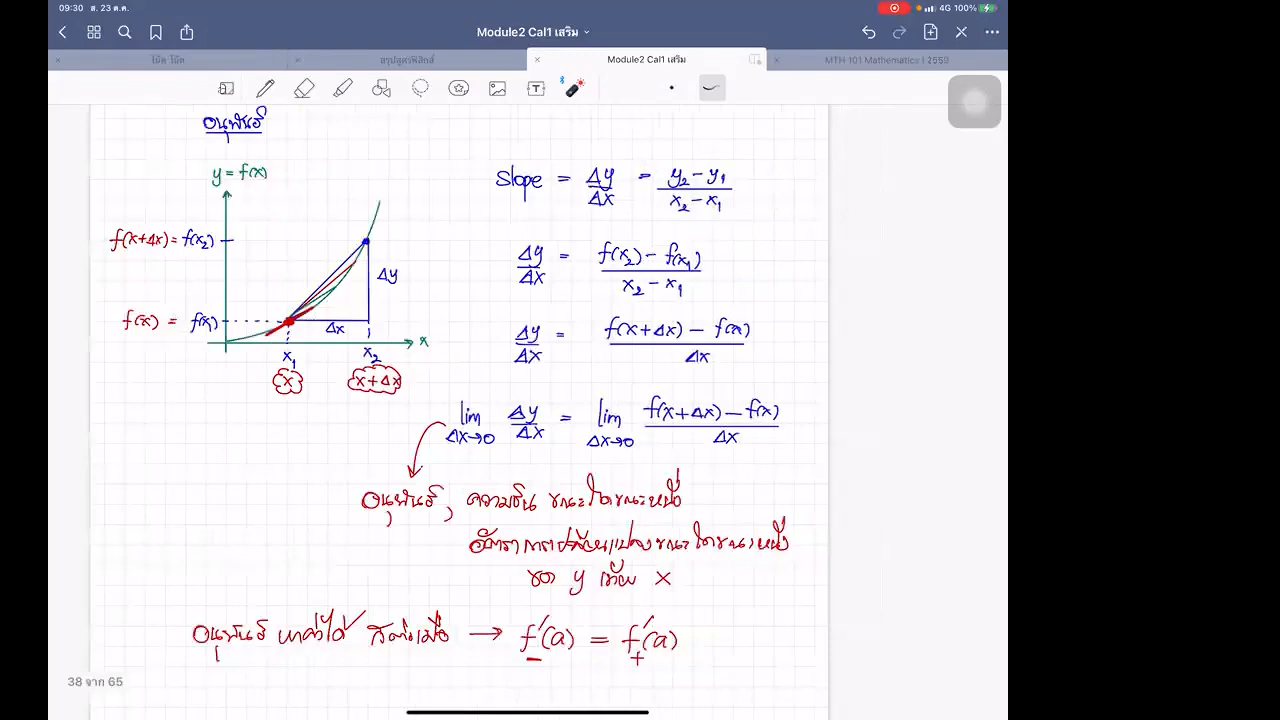 09:30 ส. 23 ต.ค.
4G 100%
Module2 Cal1 เสริม
โน๊ต โน๊ต
สรุปสูตรฟิสิกส์
Module2 Cal1 เสริม
MTH 101 Mathematics I 2559
อนุพันธ์
y = f(x)
Slope = Δy/Δx = y₂ - y₁/x₂ - x₁
f(x+Δx) = f(x₂)
Δy
Δy/Δx = f(x₂) - f(x₁)/x₂ - x₁
f(x) = f(x₁)
Δx
x
Δy/Δx = f(x+Δx) - f(x)/Δx
x₁ x₂
x x+Δx
lim Δx→0 Δy/Δx = lim Δx→0 f(x+Δx) - f(x)/Δx
อนุพันธ์, ความชัน ขณะใดขณะหนึ่ง
อัตราการเปลี่ยนแปลงขณะใดขณะหนึ่ง
ของ y เทียบ x
อนุพันธ์ หาค่าได้ ✓ ก็ต่อเมื่อ → f'₋(a) = f'₊(a)
38 จาก 65